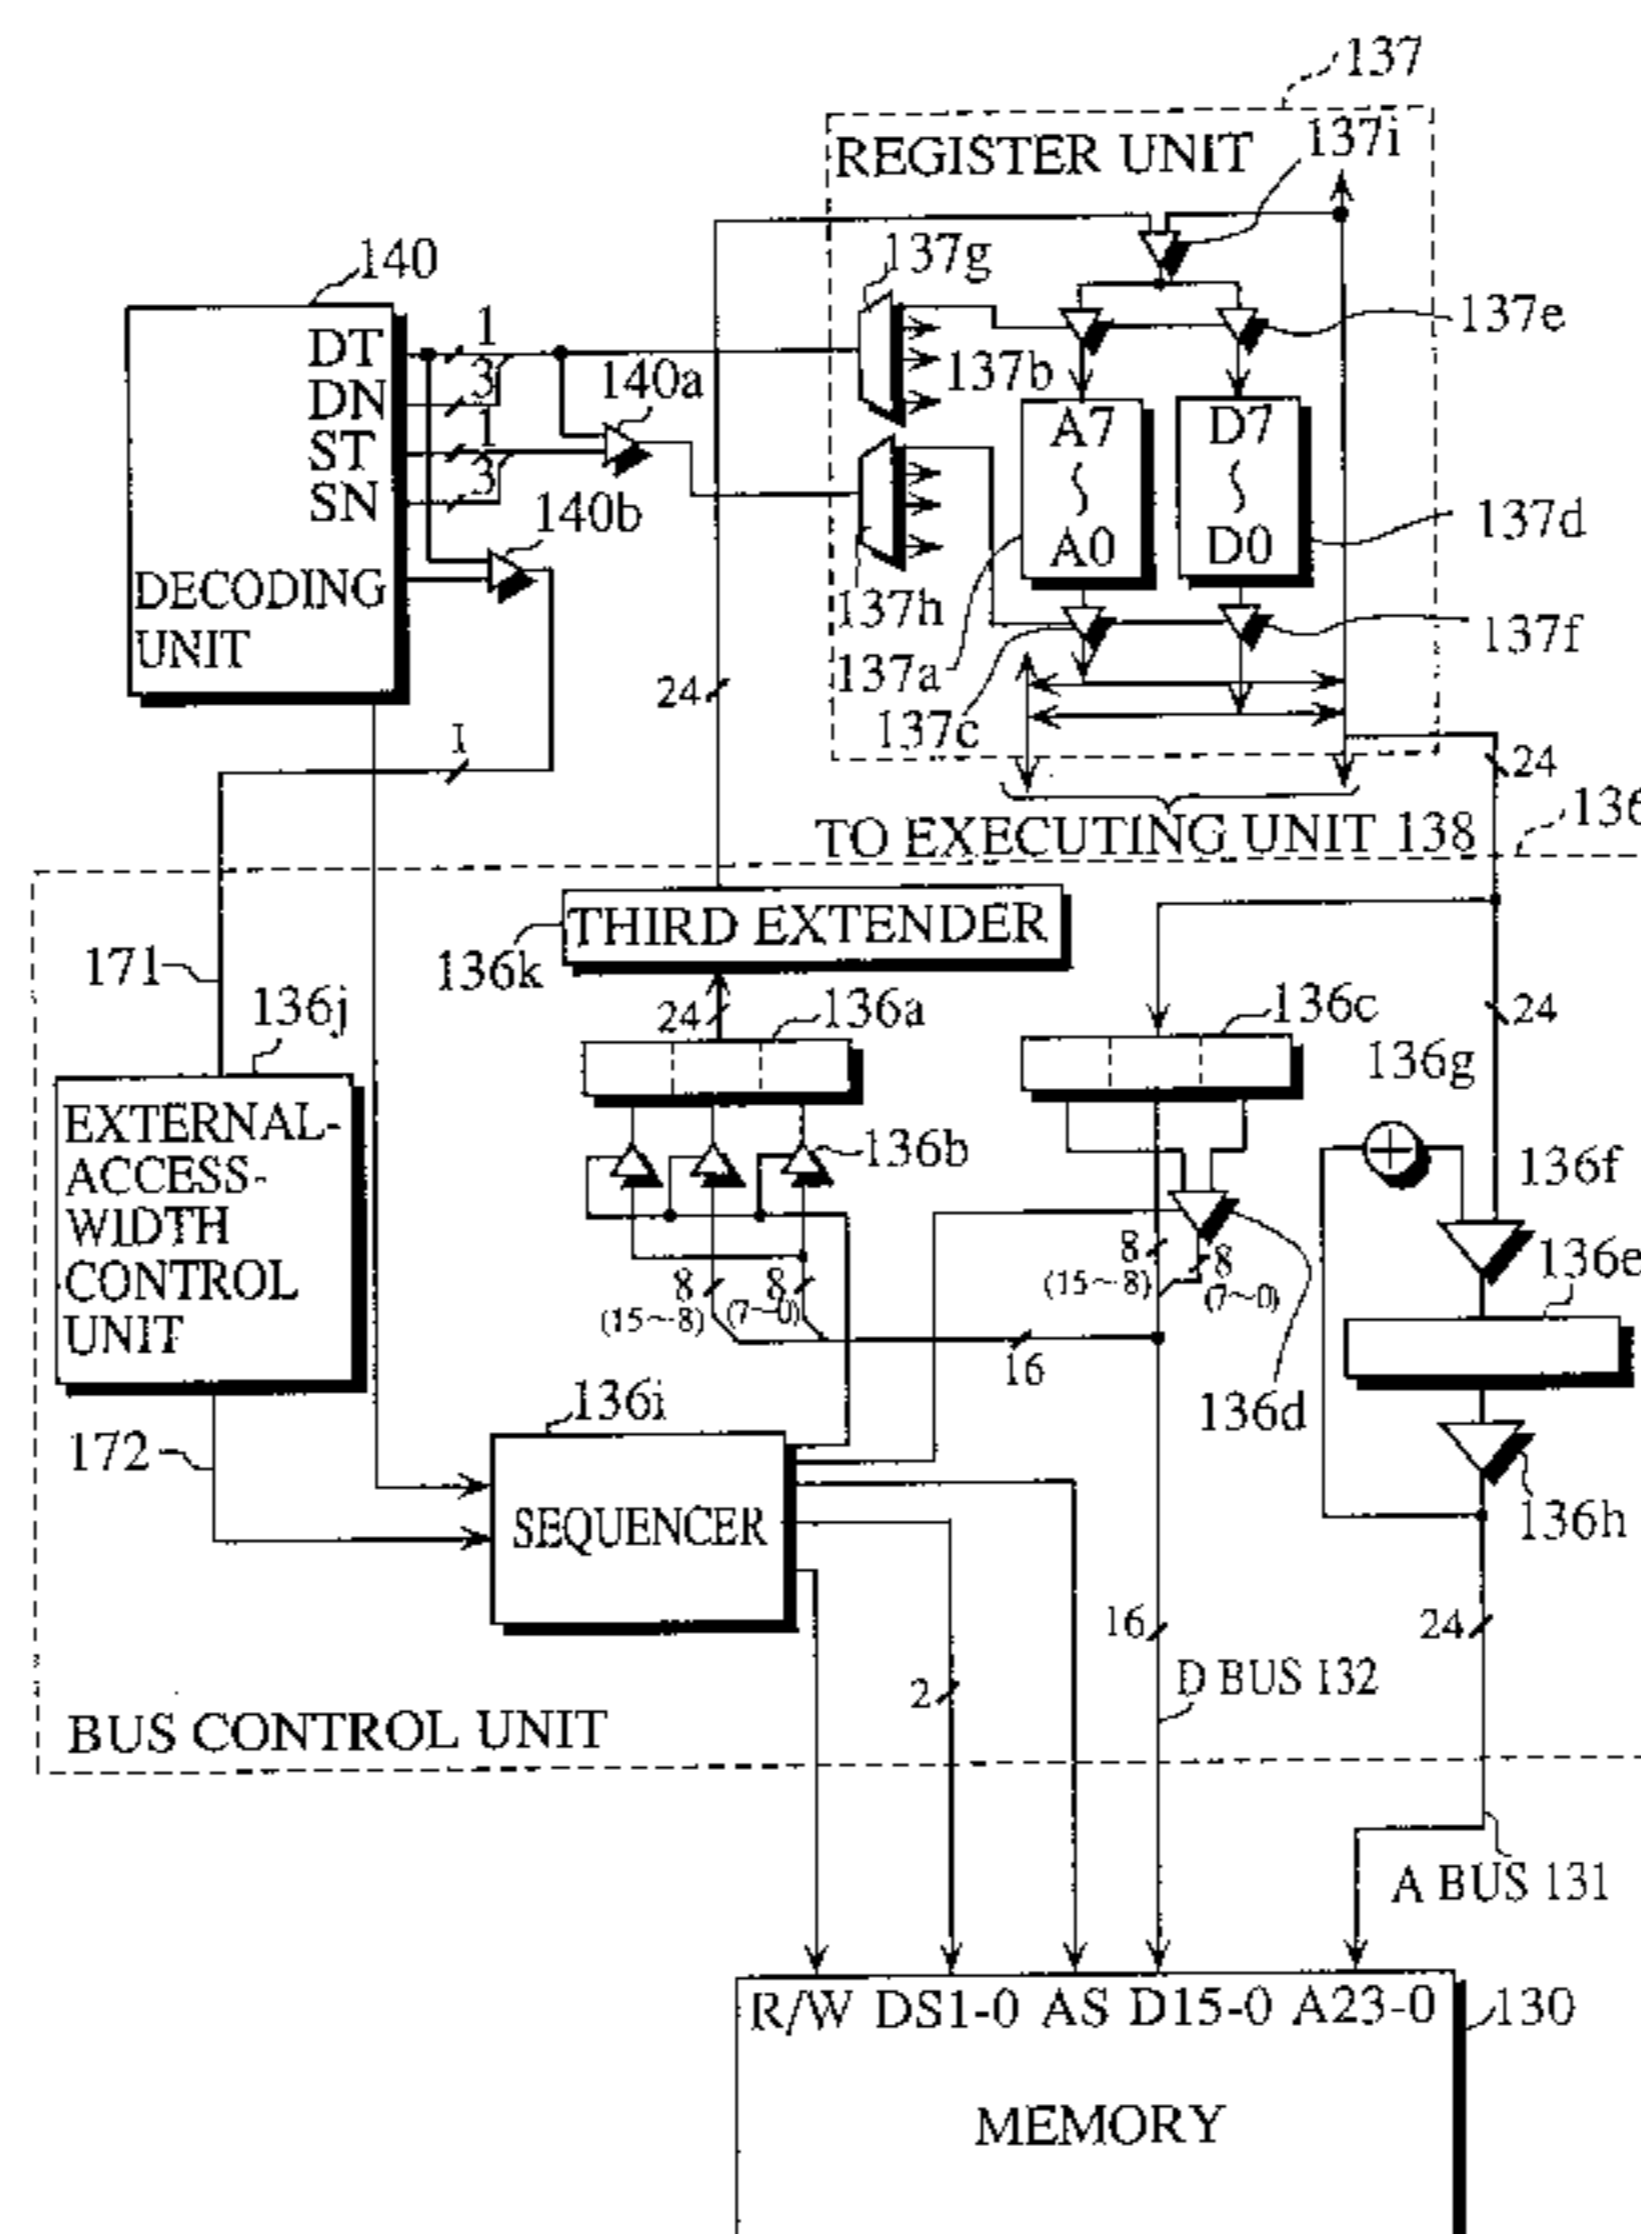 137
REGISTER UNIT
137i
140
137g
137e
DT
1
DN
3
140a
137b
ST
1
A7
D7
SN
3
140b
A0
D0
137d
DECODING
UNIT
137h
137f
24
137a
137c
1
24
TO EXECUTING UNIT 138
136
THIRD EXTENDER
171
136k
136j
24
136a
136c
24
136g
EXTERNAL-
ACCESS-
WIDTH
CONTROL
UNIT
136b
136f
8
(15~8)
8
(7~0)
8
(15~8)
8
(7~0)
136e
16
136i
136d
172
SEQUENCER
136h
16
24
2
D BUS 132
BUS CONTROL UNIT
A BUS 131
R/W DS1-0 AS D15-0 A23-0
130
MEMORY